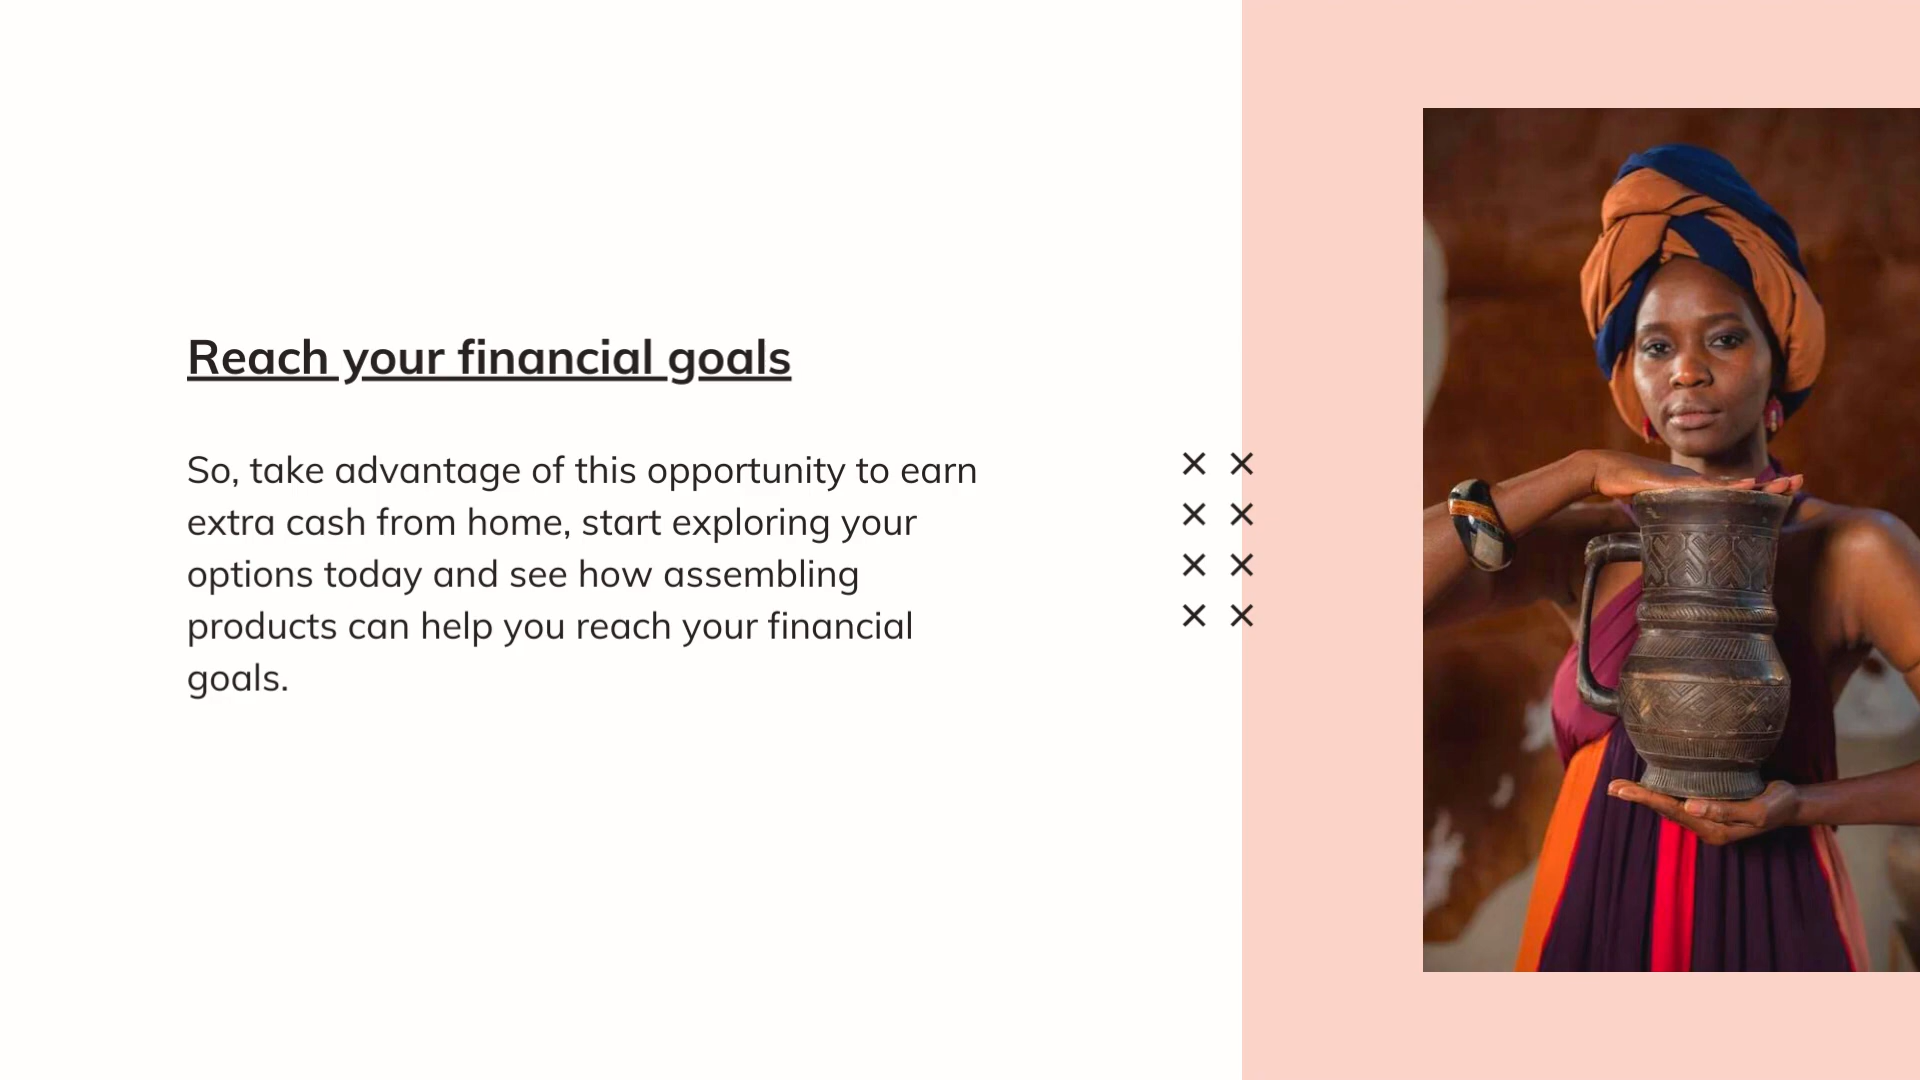 Reach your financial goals
So, take advantage of this opportunity to earn
extra cash from home, start exploring your
options today and see how assembling
products can help you reach your financial
goals.